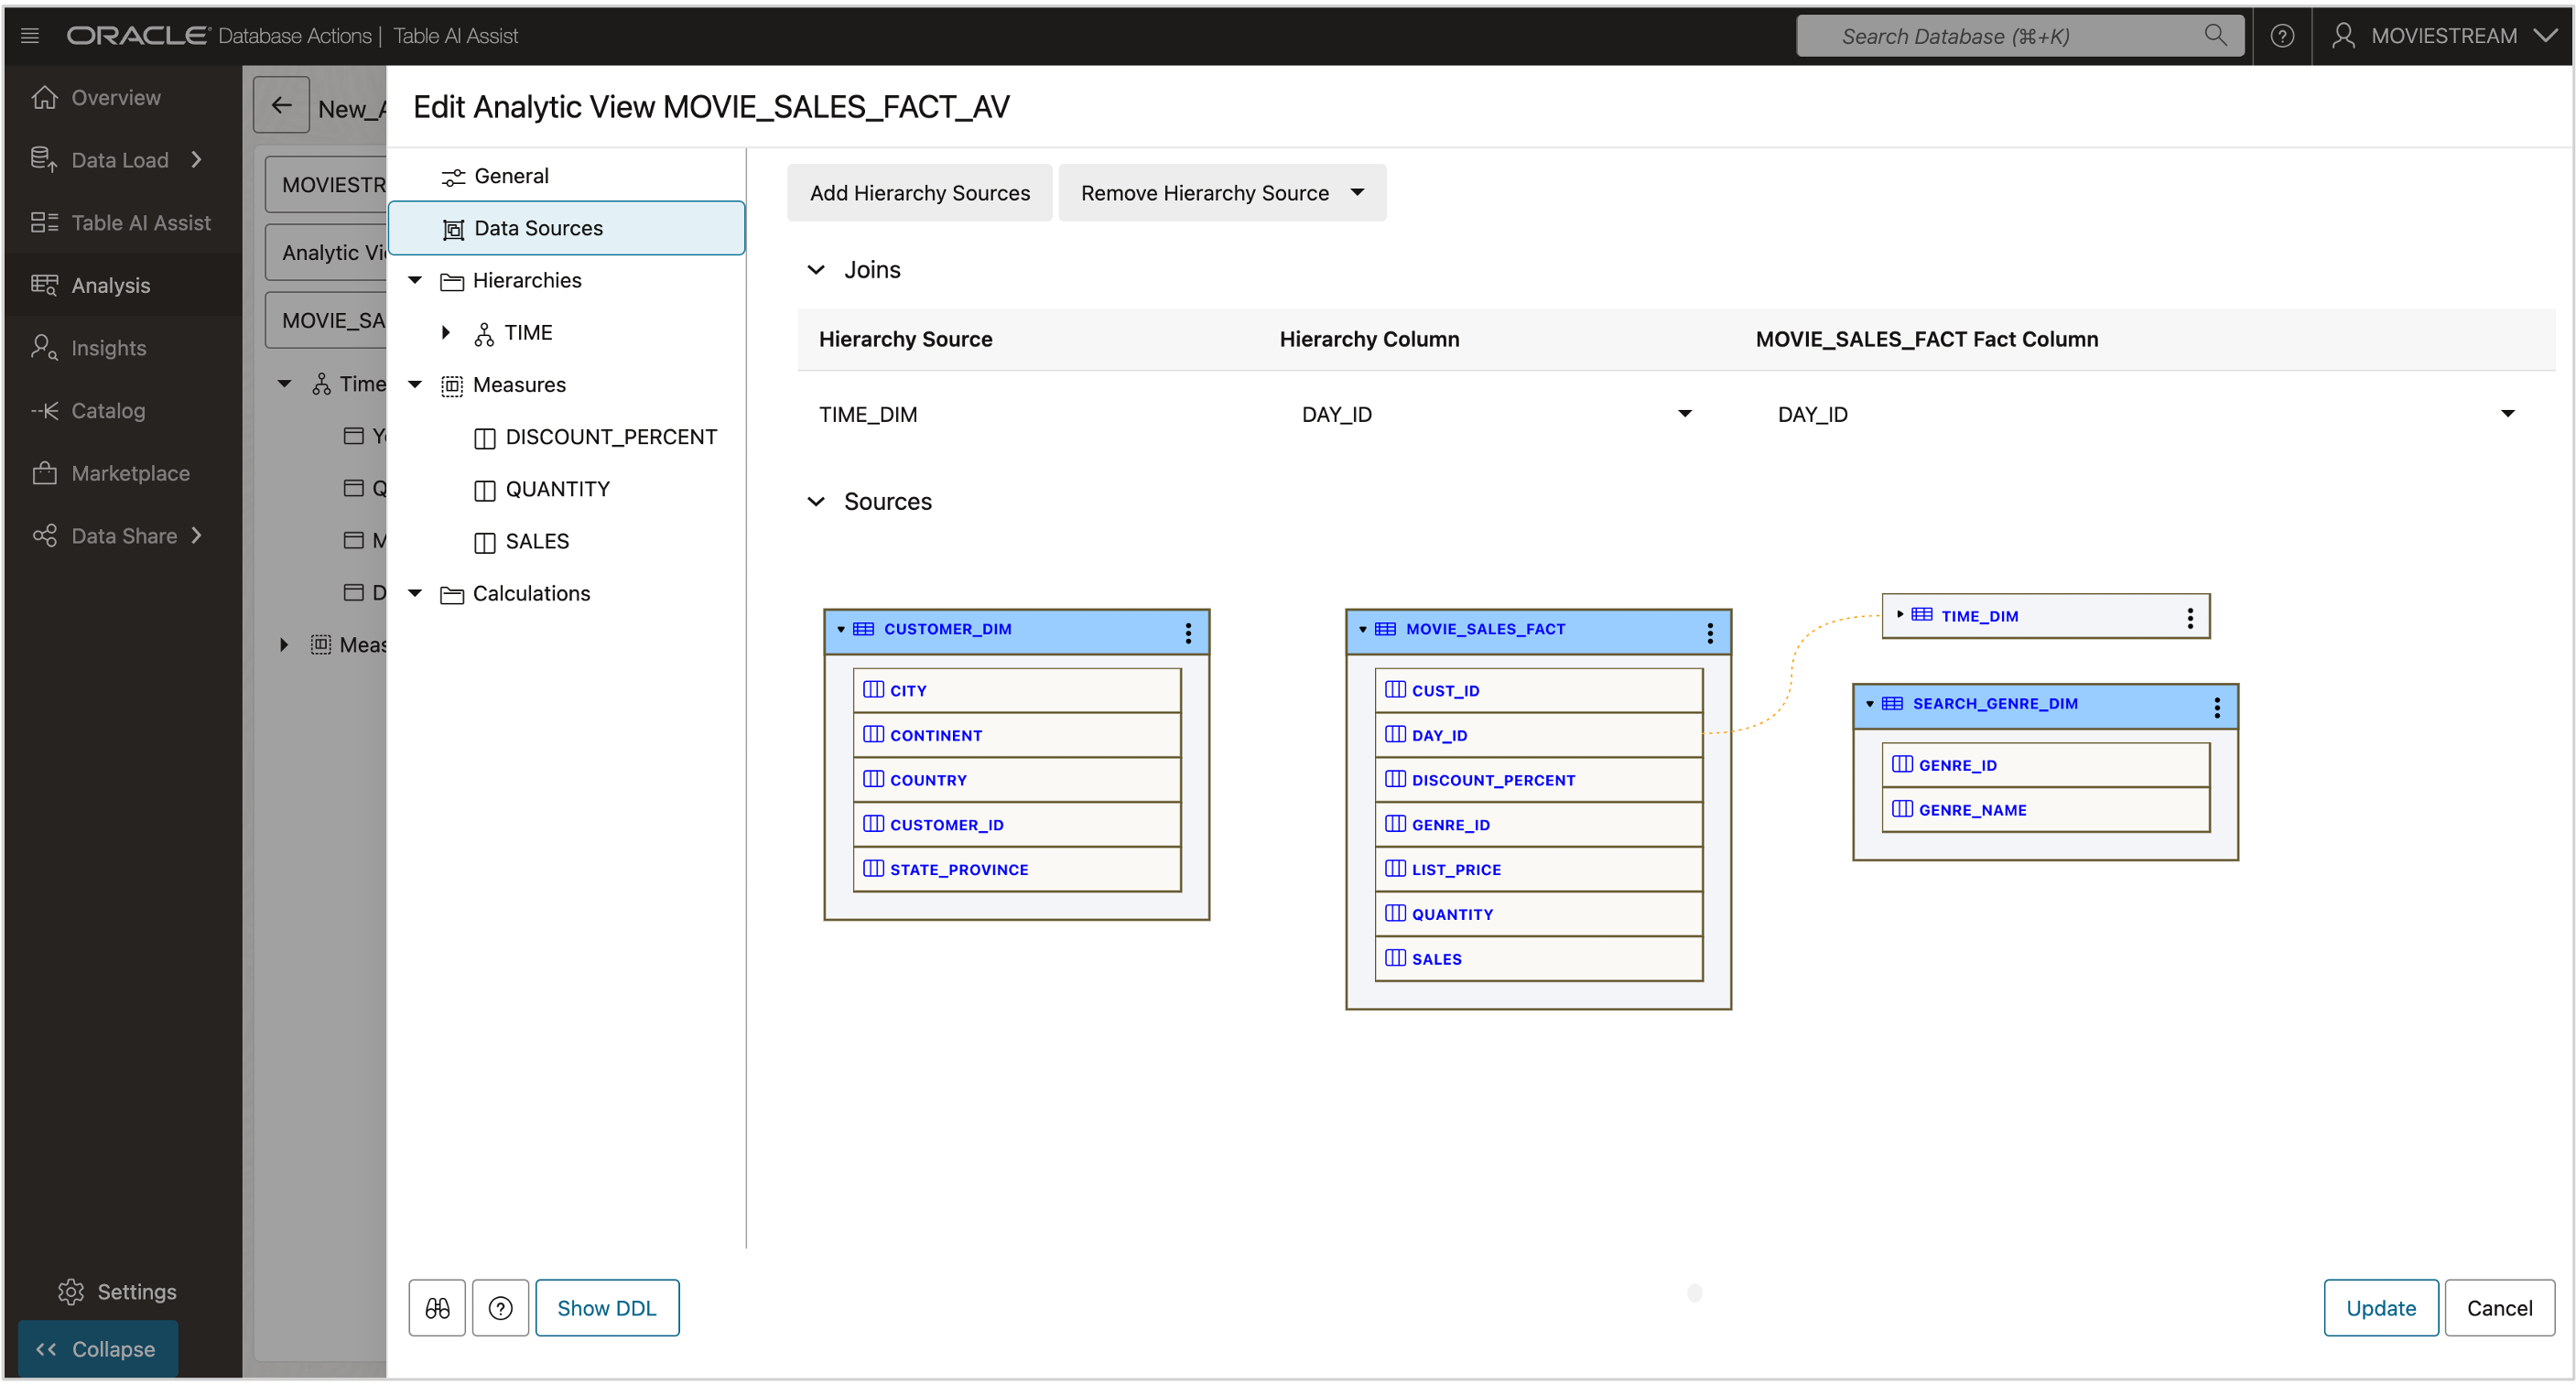 ORACLE Database Actions | Table AI Assist
Search Database (⌘+K)
MOVIESTREAM
Overview
Data Load
Table AI Assist
Analysis
Insights
Catalog
Marketplace
Data Share
Settings
Collapse
New_A
MOVIESTR
Analytic Vi
MOVIE_SA
Time
Y
Q
M
D
Meas
Edit Analytic View MOVIE_SALES_FACT_AV
General
Data Sources
Hierarchies
TIME
Measures
DISCOUNT_PERCENT
QUANTITY
SALES
Calculations
Add Hierarchy Sources
Remove Hierarchy Source
Joins
Hierarchy Source Hierarchy Column MOVIE_SALES_FACT Fact Column
TIME_DIM DAY_ID DAY_ID
Sources
CUSTOMER_DIM
CITY
CONTINENT
COUNTRY
CUSTOMER_ID
STATE_PROVINCE
MOVIE_SALES_FACT
CUST_ID
DAY_ID
DISCOUNT_PERCENT
GENRE_ID
LIST_PRICE
QUANTITY
SALES
TIME_DIM
SEARCH_GENRE_DIM
GENRE_ID
GENRE_NAME
Show DDL
Update
Cancel